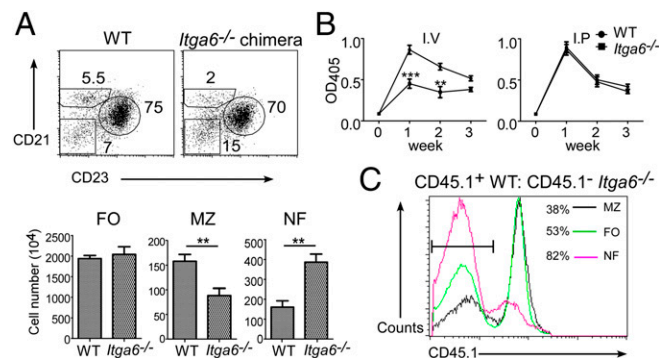 A
WT
Itga6-/- chimera
5.5
75
7
2
70
15
CD21
CD23
FO
MZ
NF
Cell number (10⁴)
2500
2000
1500
1000
500
0
200
150
100
50
0
500
400
300
200
100
0
**
**
WT Itga6-/-
WT Itga6-/-
WT Itga6-/-
B
I.V
I.P
WT
Itga6-/-
OD405
1.0
0.5
0.0
***
**
0 1 2 3
week
1.0
0.5
0.0
0 1 2 3
week
C
CD45.1+ WT: CD45.1- Itga6-/-
38% MZ
53% FO
82% NF
Counts
CD45.1